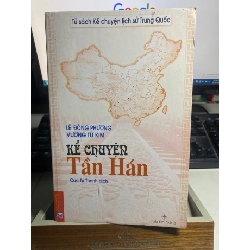 Google
Tủ sách Kể chuyện lịch sử Trung Quốc
LÊ ĐÔNG PHƯƠNG
VƯƠNG TỬ KIM
KỂ CHUYỆN
Tần Hán